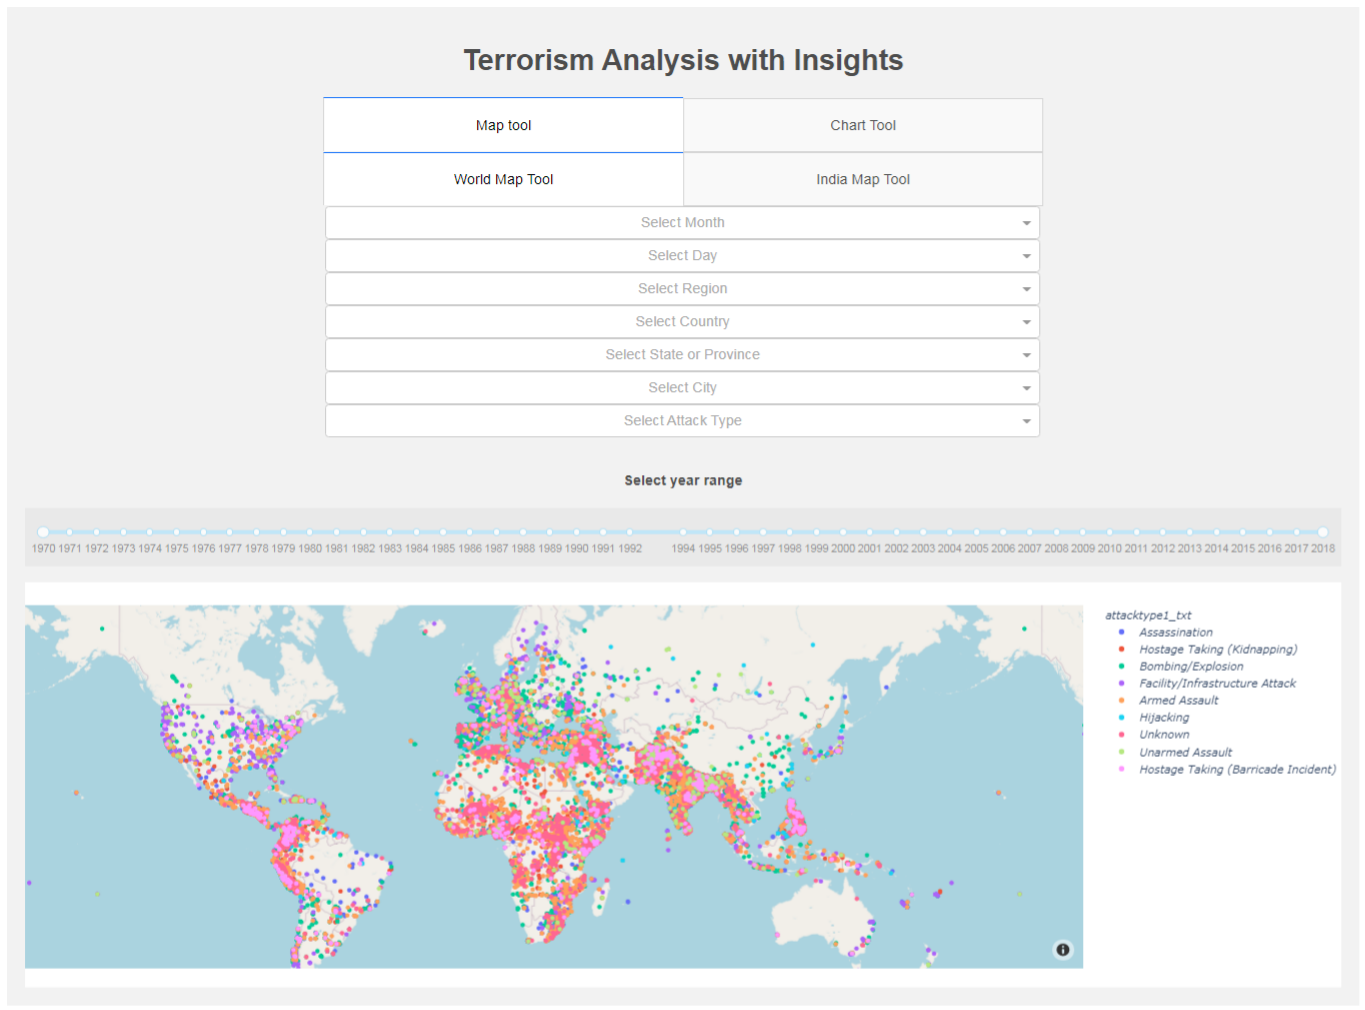 Terrorism Analysis with Insights
Map tool
Chart Tool
World Map Tool
India Map Tool
Select Month
Select Day
Select Region
Select Country
Select State or Province
Select City
Select Attack Type
Select year range
1970 1971 1972 1973 1974 1975 1976 1977 1978 1979 1980 1981 1982 1983 1984 1985 1986 1987 1988 1989 1990 1991 1992 1994 1995 1996 1997 1998 1999 2000 2001 2002 2003 2004 2005 2006 2007 2008 2009 2010 2011 2012 2013 2014 2015 2016 2017 2018
attacktype1_txt
Assassination
Hostage Taking (Kidnapping)
Bombing/Explosion
Facility/Infrastructure Attack
Armed Assault
Hijacking
Unknown
Unarmed Assault
Hostage Taking (Barricade Incident)